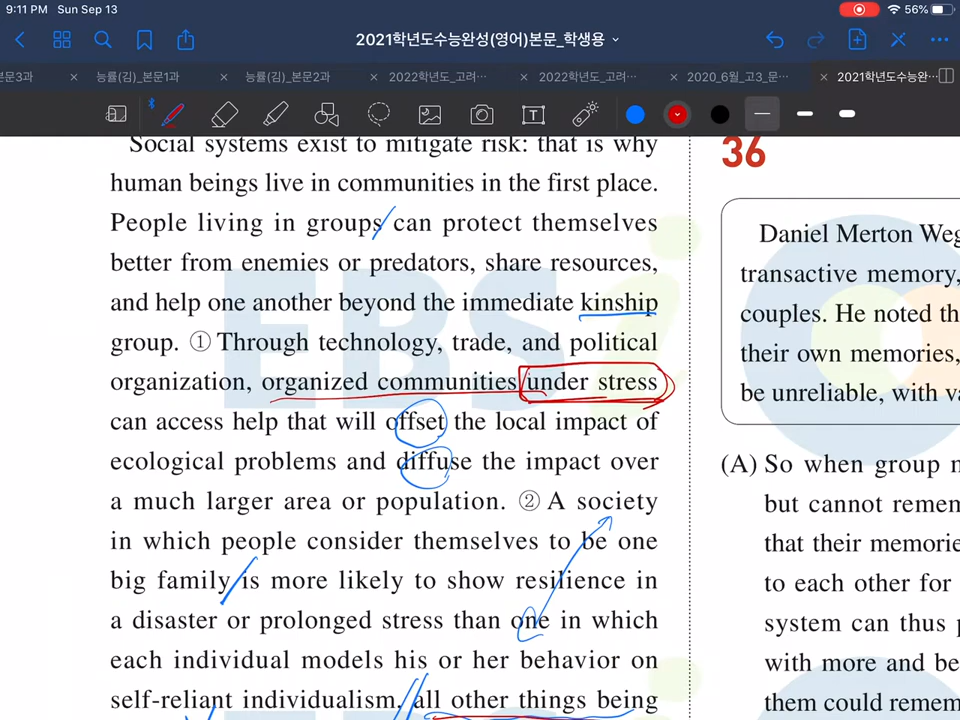 9:11 PM Sun Sep 13
56%
2021학년도수능완성(영어)본문_학생용
본문3과
능률(김)_본문1과
능률(김)_본문2과
2022학년도_고려…
2022학년도_고려…
2020_6월_고3_문…
2021학년도수능완…
Social systems exist to mitigate risk: that is why
human beings live in communities in the first place.
People living in groups can protect themselves
better from enemies or predators, share resources,
and help one another beyond the immediate kinship
group. ① Through technology, trade, and political
organization, organized communities under stress
can access help that will offset the local impact of
ecological problems and diffuse the impact over
a much larger area or population. ② A society
in which people consider themselves to be one
big family is more likely to show resilience in
a disaster or prolonged stress than one in which
each individual models his or her behavior on
self-reliant individualism, all other things being
36
Daniel Merton Weg
transactive memory,
couples. He noted th
their own memories,
be unreliable, with va
(A) So when group m
but cannot remem
that their memorie
to each other for
system can thus p
with more and be
them could remem
EBSi